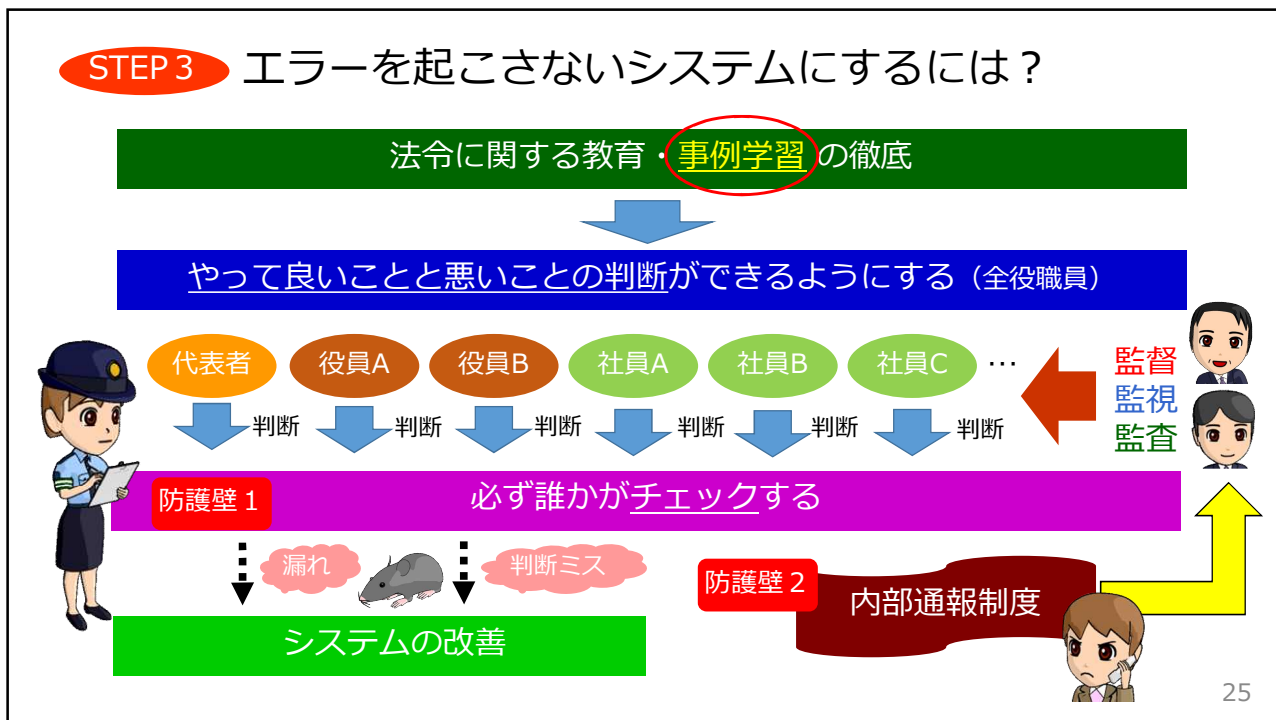 STEP３ エラーを起こさないシステムにするには？
法令に関する教育・事例学習の徹底
やって良いことと悪いことの判断ができるようにする（全役職員）
代表者 役員A 役員B 社員A 社員B 社員C …
監督
監視
監査
判断 判断 判断 判断 判断 判断
防護壁１ 必ず誰かがチェックする
漏れ 判断ミス
防護壁２ 内部通報制度
システムの改善
25